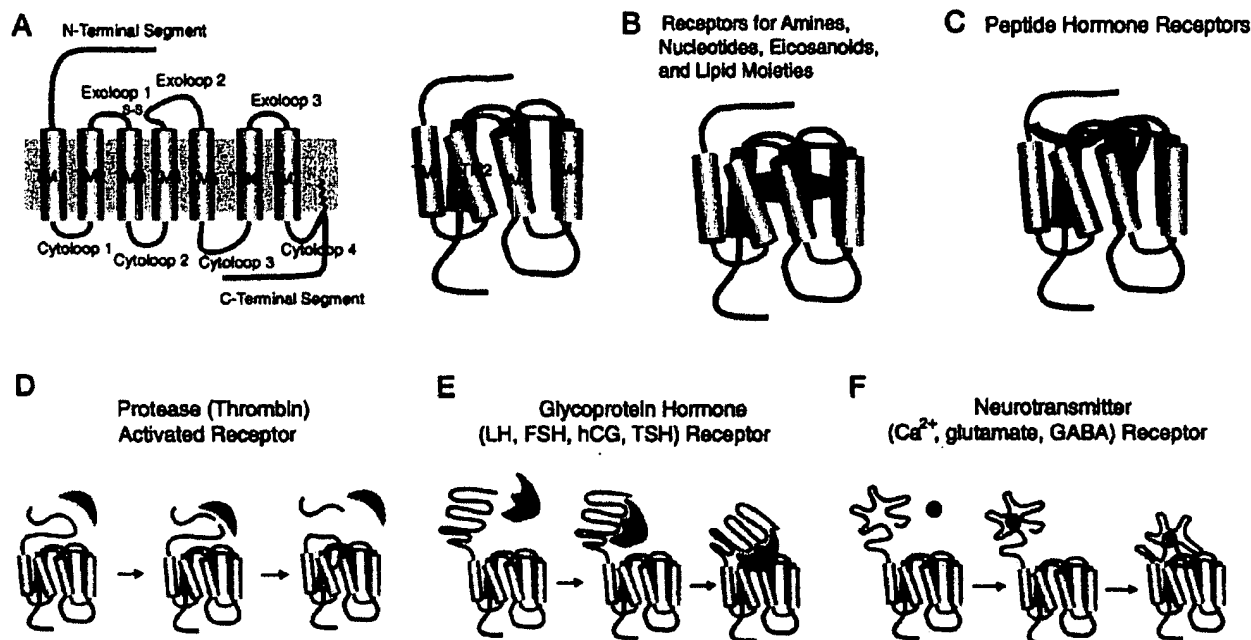 A
N-Terminal Segment
Exoloop 1
S-S
Exoloop 2
Exoloop 3
Cytoloop 1
Cytoloop 2
Cytoloop 3
Cytoloop 4
C-Terminal Segment
B
Receptors for Amines,
Nucleotides, Eicosanoids,
and Lipid Moieties
C
Peptide Hormone Receptors
D
Protease (Thrombin)
Activated Receptor
E
Glycoprotein Hormone
(LH, FSH, hCG, TSH) Receptor
F
Neurotransmitter
(Ca²⁺, glutamate, GABA) Receptor